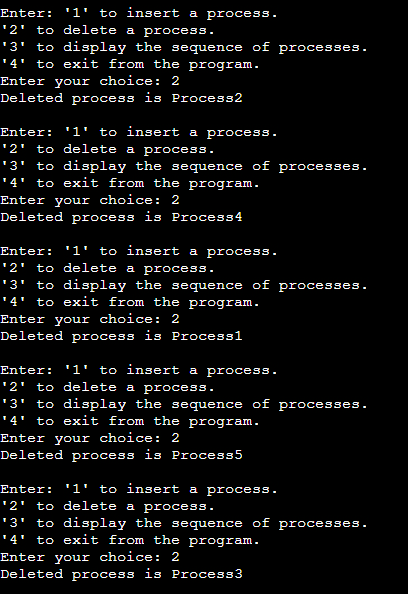 Enter: '1' to insert a process.
'2' to delete a process.
'3' to display the sequence of processes.
'4' to exit from the program.
Enter your choice: 2
Deleted process is Process2
Enter: '1' to insert a process.
'2' to delete a process.
'3' to display the sequence of processes.
'4' to exit from the program.
Enter your choice: 2
Deleted process is Process4
Enter: '1' to insert a process.
'2' to delete a process.
'3' to display the sequence of processes.
'4' to exit from the program.
Enter your choice: 2
Deleted process is Process1
Enter: '1' to insert a process.
'2' to delete a process.
'3' to display the sequence of processes.
'4' to exit from the program.
Enter your choice: 2
Deleted process is Process5
Enter: '1' to insert a process.
'2' to delete a process.
'3' to display the sequence of processes.
'4' to exit from the program.
Enter your choice: 2
Deleted process is Process3